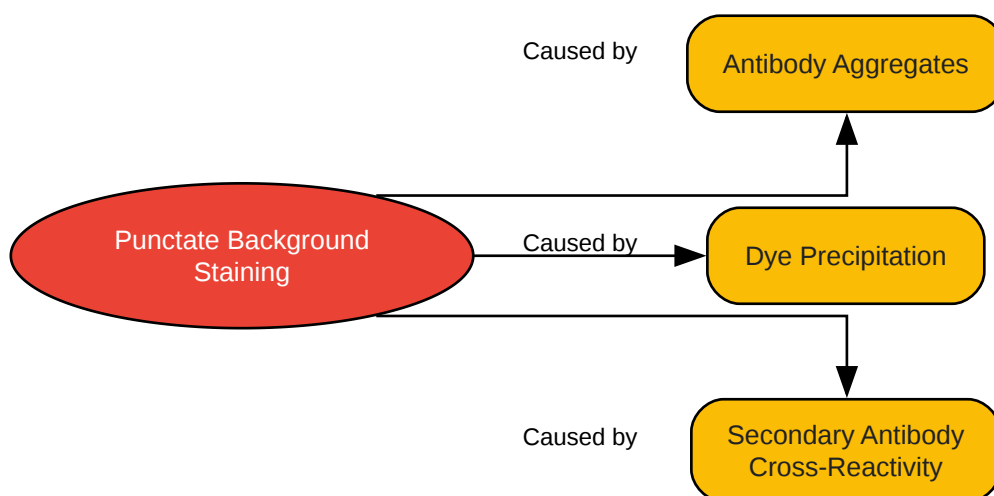 Caused by
Antibody Aggregates
Punctate Background
Staining
Caused by
Dye Precipitation
Caused by
Secondary Antibody
Cross-Reactivity